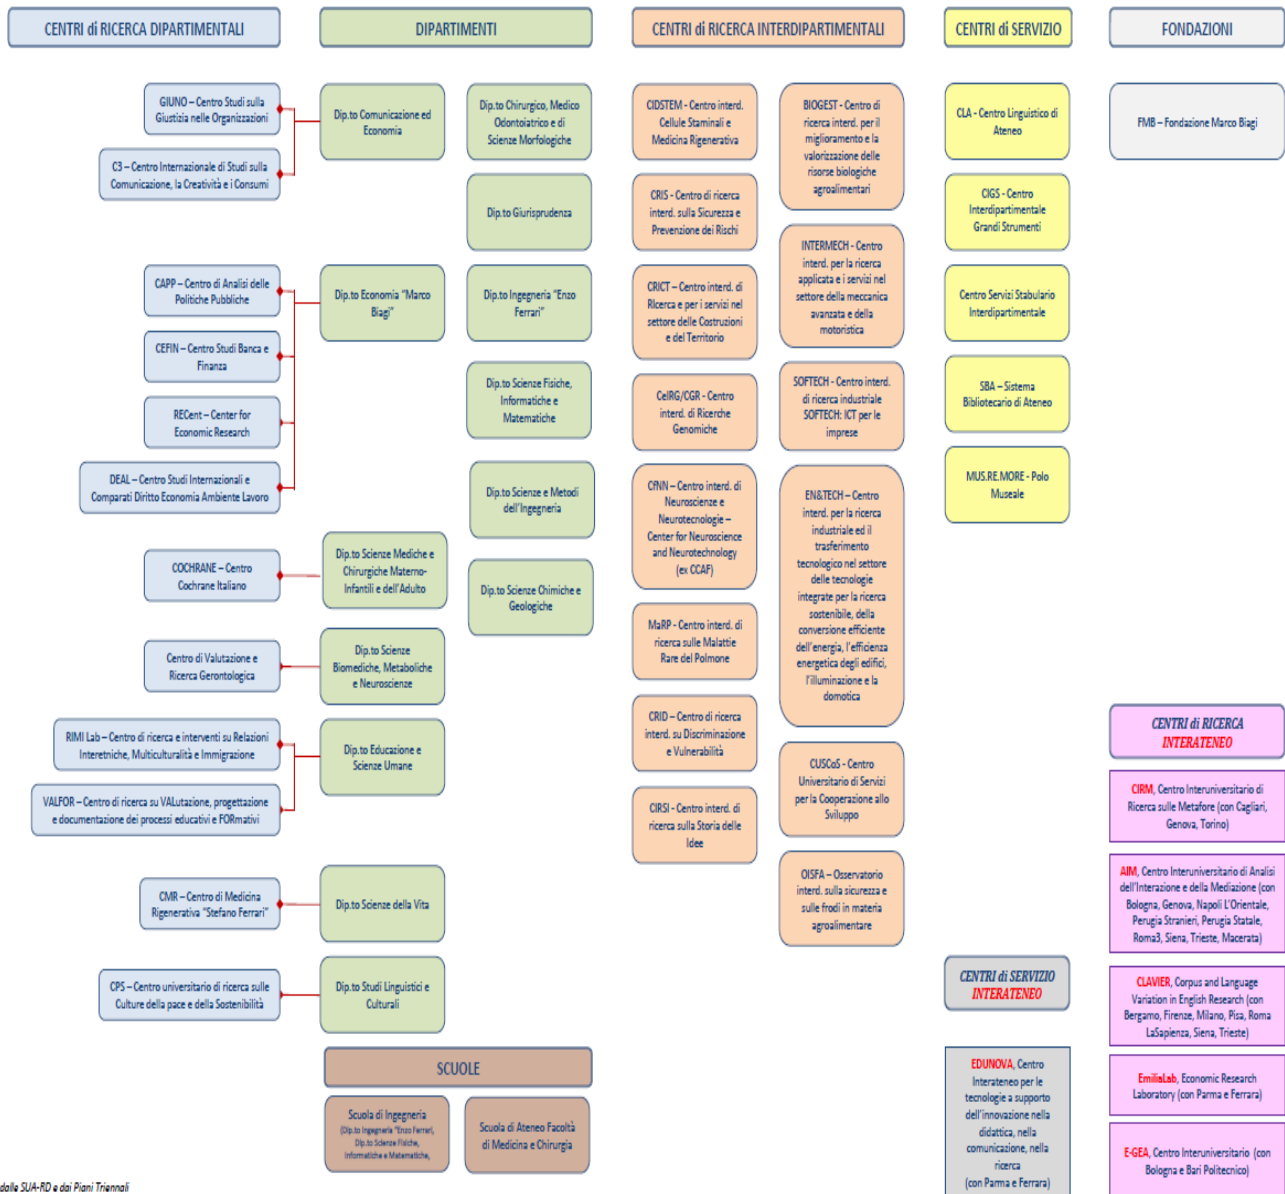 CENTRI di RICERCA DIPARTIMENTALI
GIUNO – Centro Studi sulla
Giustizia nelle Organizzazioni
C3 – Centro Internazionale di Studi sulla
Comunicazione, la Creatività e i Consumi
CAPP – Centro di Analisi delle
Politiche Pubbliche
CEFIN – Centro Studi Banca e
Finanza
RECent – Center for
Economic Research
DEAL – Centro Studi Internazionali e
Comparati Diritto Economia Ambiente Lavoro
COCHRANE – Centro
Cochrane Italiano
Centro di Valutazione e
Ricerca Gerontologica
RIMI Lab – Centro di ricerca e interventi su Relazioni
Interetniche, Multiculturalità e Immigrazione
VALFOR – Centro di ricerca su VALutazione, progettazione
e documentazione dei processi educativi e FORmativi
CMR – Centro di Medicina
Rigenerativa "Stefano Ferrari"
CPS – Centro universitario di ricerca sulle
Culture della pace e della Sostenibilità
DIPARTIMENTI
Dip.to Comunicazione ed
Economia
Dip.to Economia "Marco
Biagi"
Dip.to Scienze Mediche e
Chirurgiche Materno-
Infantili e dell'Adulto
Dip.to Scienze
Biomediche, Metaboliche
e Neuroscienze
Dip.to Educazione e
Scienze Umane
Dip.to Scienze della Vita
Dip.to Studi Linguistici e
Culturali
Dip.to Chirurgico, Medico
Odontoiatrico e di
Scienze Morfologiche
Dip.to Giurisprudenza
Dip.to Ingegneria "Enzo
Ferrari"
Dip.to Scienze Fisiche,
Informatiche e
Matematiche
Dip.to Scienze e Metodi
dell'Ingegneria
Dip.to Scienze Chimiche e
Geologiche
SCUOLE
Scuola di Ingegneria
(Dip.to Ingegneria "Enzo Ferrari,
Dip.to Scienze Fisiche,
Informatiche e Matematiche,
Scuola di Ateneo Facoltà
di Medicina e Chirurgia
CENTRI di RICERCA INTERDIPARTIMENTALI
CIDSTEM - Centro interd.
Cellule Staminali e
Medicina Rigenerativa
CRIS - Centro di ricerca
interd. sulla Sicurezza e
Prevenzione dei Rischi
CRICT – Centro interd. di
RIcerca e per i servizi nel
settore delle Costruzioni
e del Territorio
CeIRG/CGR - Centro
interd. di Ricerche
Genomiche
CfNN – Centro interd. di
Neuroscienze e
Neurotecnologie –
Center for Neuroscience
and Neurotechnology
(ex CCAF)
MaRP - Centro interd. di
ricerca sulle Malattie
Rare del Polmone
CRID – Centro di ricerca
interd. su Discriminazione
e Vulnerabilità
CIRSI - Centro interd. di
ricerca sulla Storia delle
Idee
BIOGEST - Centro di
ricerca interd. per il
miglioramento e la
valorizzazione delle
risorse biologiche
agroalimentari
INTERMECH - Centro
interd. per la ricerca
applicata e i servizi nel
settore della meccanica
avanzata e della
motoristica
SOFTECH - Centro interd.
di ricerca industriale
SOFTECH: ICT per le
imprese
EN&TECH – Centro
interd. per la ricerca
industriale ed il
trasferimento
tecnologico nel settore
delle tecnologie
integrate per la ricerca
sostenibile, della
conversione efficiente
dell'energia, l'efficienza
energetica degli edifici,
l'illuminazione e la
domotica
CUSCoS - Centro
Universitario di Servizi
per la Cooperazione allo
Sviluppo
OISFA – Osservatorio
interd. sulla sicurezza e
sulle frodi in materia
agroalimentare
CENTRI di SERVIZIO
CLA - Centro Linguistico di
Ateneo
CIGS - Centro
Interdipartimentale
Grandi Strumenti
Centro Servizi Stabulario
Interdipartimentale
SBA – Sistema
Bibliotecario di Ateneo
MUS.RE.MORE - Polo
Museale
CENTRI di SERVIZIO
INTERATENEO
EDUNOVA, Centro
Interateneo per le
tecnologie a supporto
dell'innovazione nella
didattica, nella
comunicazione, nella
ricerca
(con Parma e Ferrara)
FONDAZIONI
FMB – Fondazione Marco Biagi
CENTRI di RICERCA
INTERATENEO
CIRM, Centro Interuniversitario di
Ricerca sulle Metafore (con Cagliari,
Genova, Torino)
AIM, Centro Interuniversitario di Analisi
dell'Interazione e della Mediazione (con
Bologna, Genova, Napoli L'Orientale,
Perugia Stranieri, Perugia Statale,
Roma3, Siena, Trieste, Macerata)
CLAVIER, Corpus and Language
Variation in English Research (con
Bergamo, Firenze, Milano, Pisa, Roma
LaSapienza, Siena, Trieste)
EmiliaLab, Economic Research
Laboratory (con Parma e Ferrara)
E-GEA, Centro Interuniversitario (con
Bologna e Bari Politecnico)
dalle SUA-RD e dai Piani Triennali